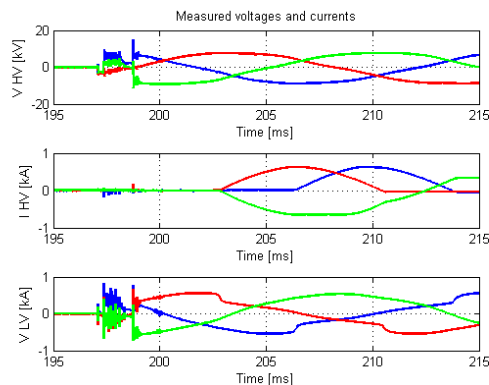 Measured voltages and currents
20
0
-20
V HV [kV]
195 200 205 210 215
Time [ms]
1
0
-1
I HV [kA]
195 200 205 210 215
Time [ms]
1
0
-1
V LV [kA]
195 200 205 210 215
Time [ms]